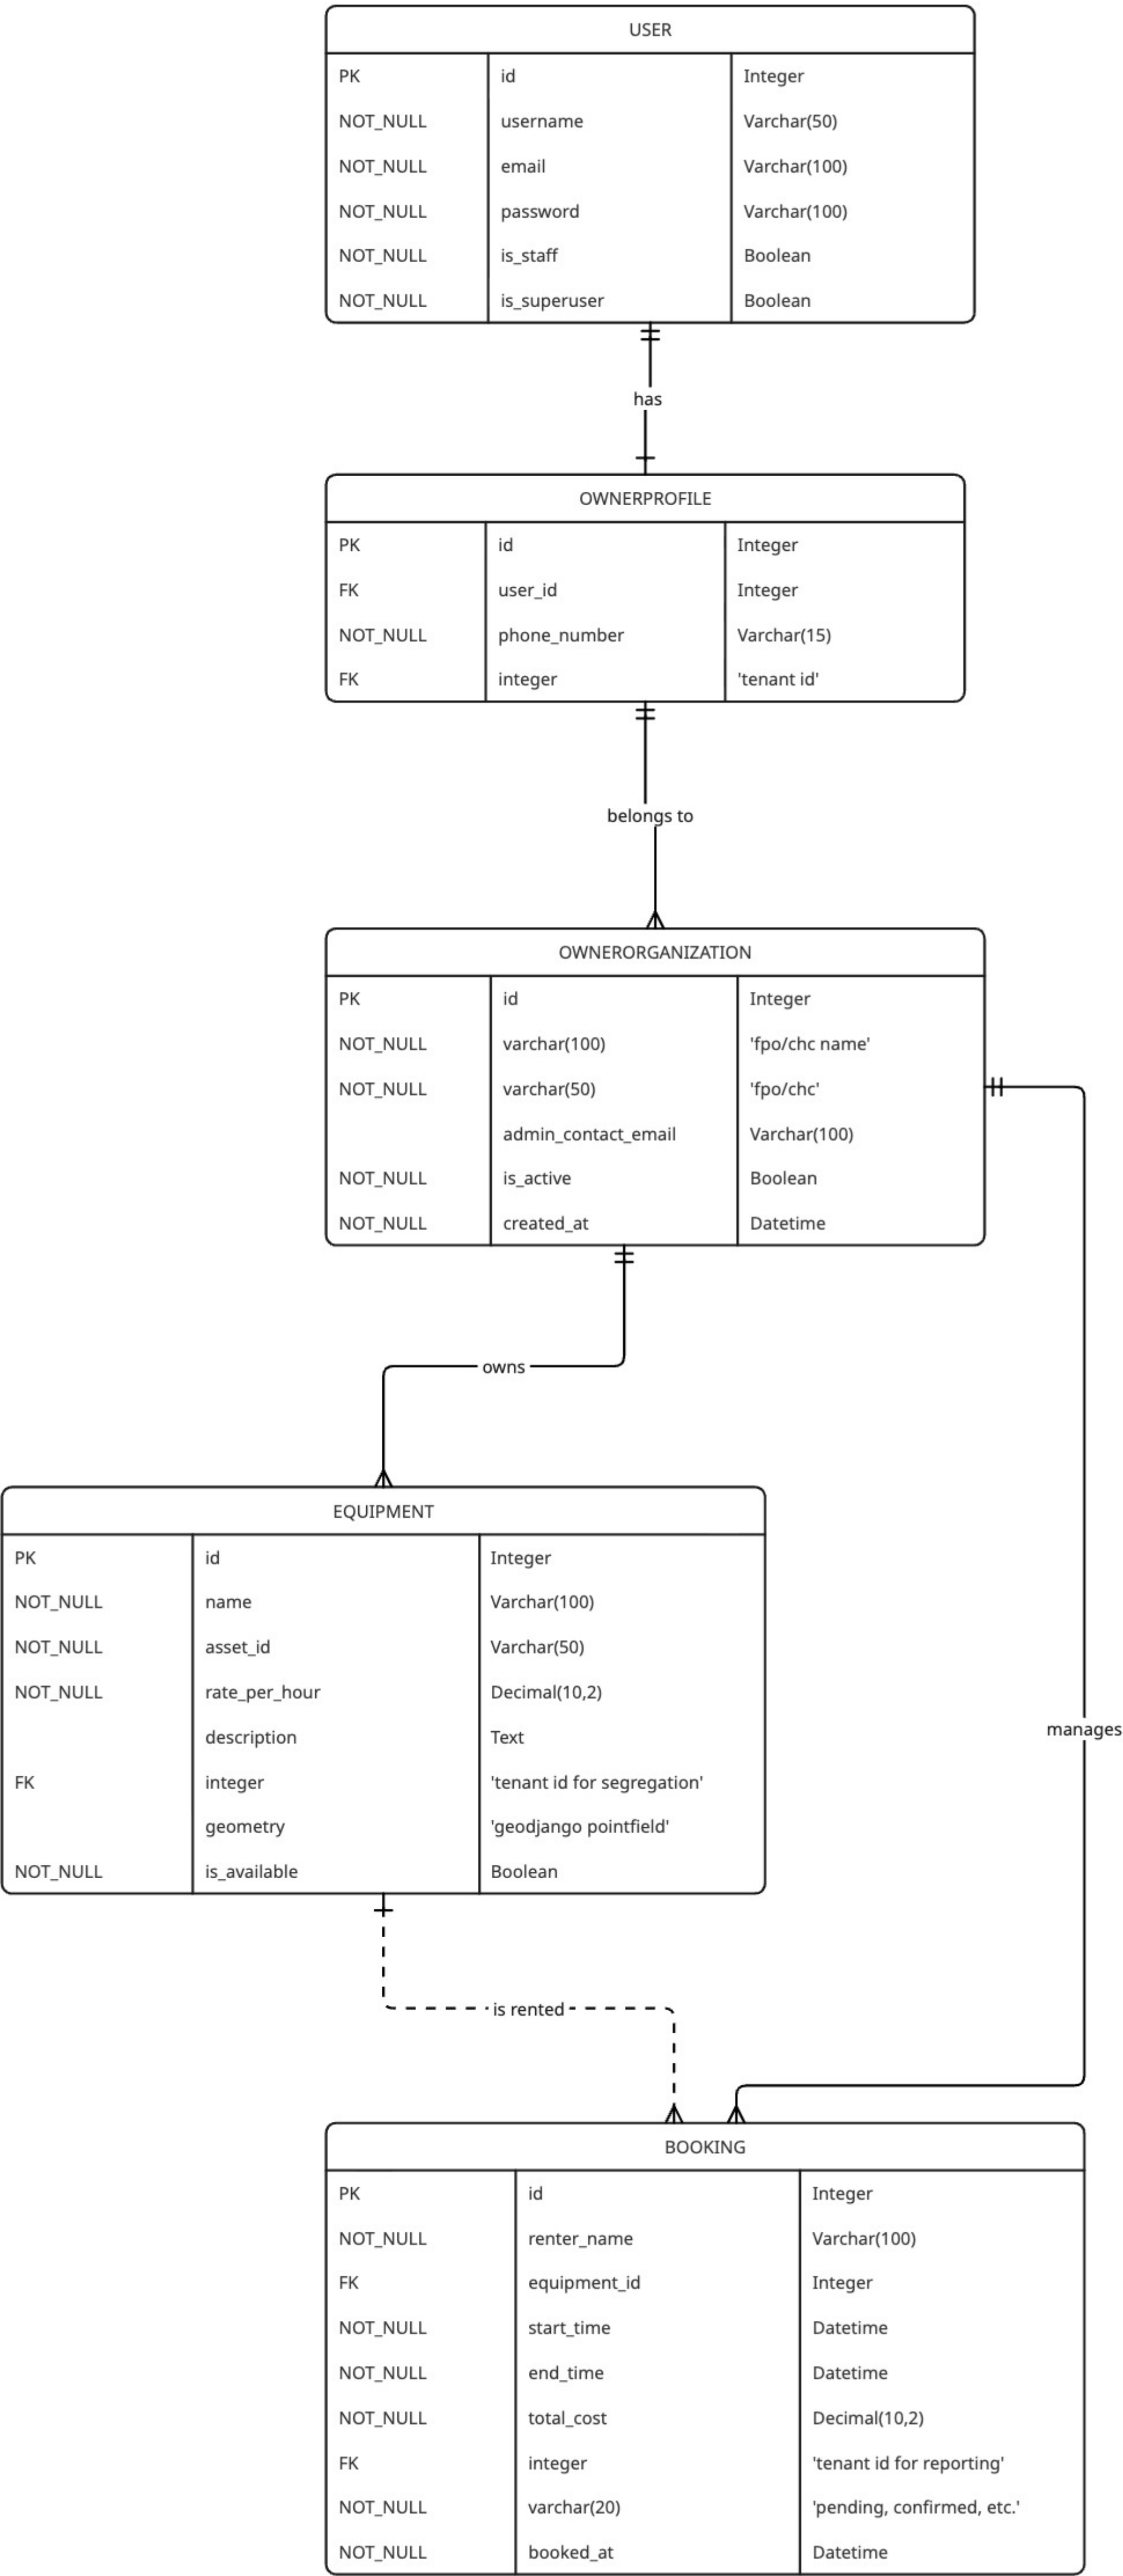 USER
PK id Integer
NOT_NULL username Varchar(50)
NOT_NULL email Varchar(100)
NOT_NULL password Varchar(100)
NOT_NULL is_staff Boolean
NOT_NULL is_superuser Boolean
has
OWNERPROFILE
PK id Integer
FK user_id Integer
NOT_NULL phone_number Varchar(15)
FK integer 'tenant id'
belongs to
OWNERORGANIZATION
PK id Integer
NOT_NULL varchar(100) 'fpo/chc name'
NOT_NULL varchar(50) 'fpo/chc'
admin_contact_email Varchar(100)
NOT_NULL is_active Boolean
NOT_NULL created_at Datetime
owns
EQUIPMENT
PK id Integer
NOT_NULL name Varchar(100)
NOT_NULL asset_id Varchar(50)
NOT_NULL rate_per_hour Decimal(10,2)
description Text
FK integer 'tenant id for segregation'
geometry 'geodjango pointfield'
NOT_NULL is_available Boolean
manages
is rented
BOOKING
PK id Integer
NOT_NULL renter_name Varchar(100)
FK equipment_id Integer
NOT_NULL start_time Datetime
NOT_NULL end_time Datetime
NOT_NULL total_cost Decimal(10,2)
FK integer 'tenant id for reporting'
NOT_NULL varchar(20) 'pending, confirmed, etc.'
NOT_NULL booked_at Datetime